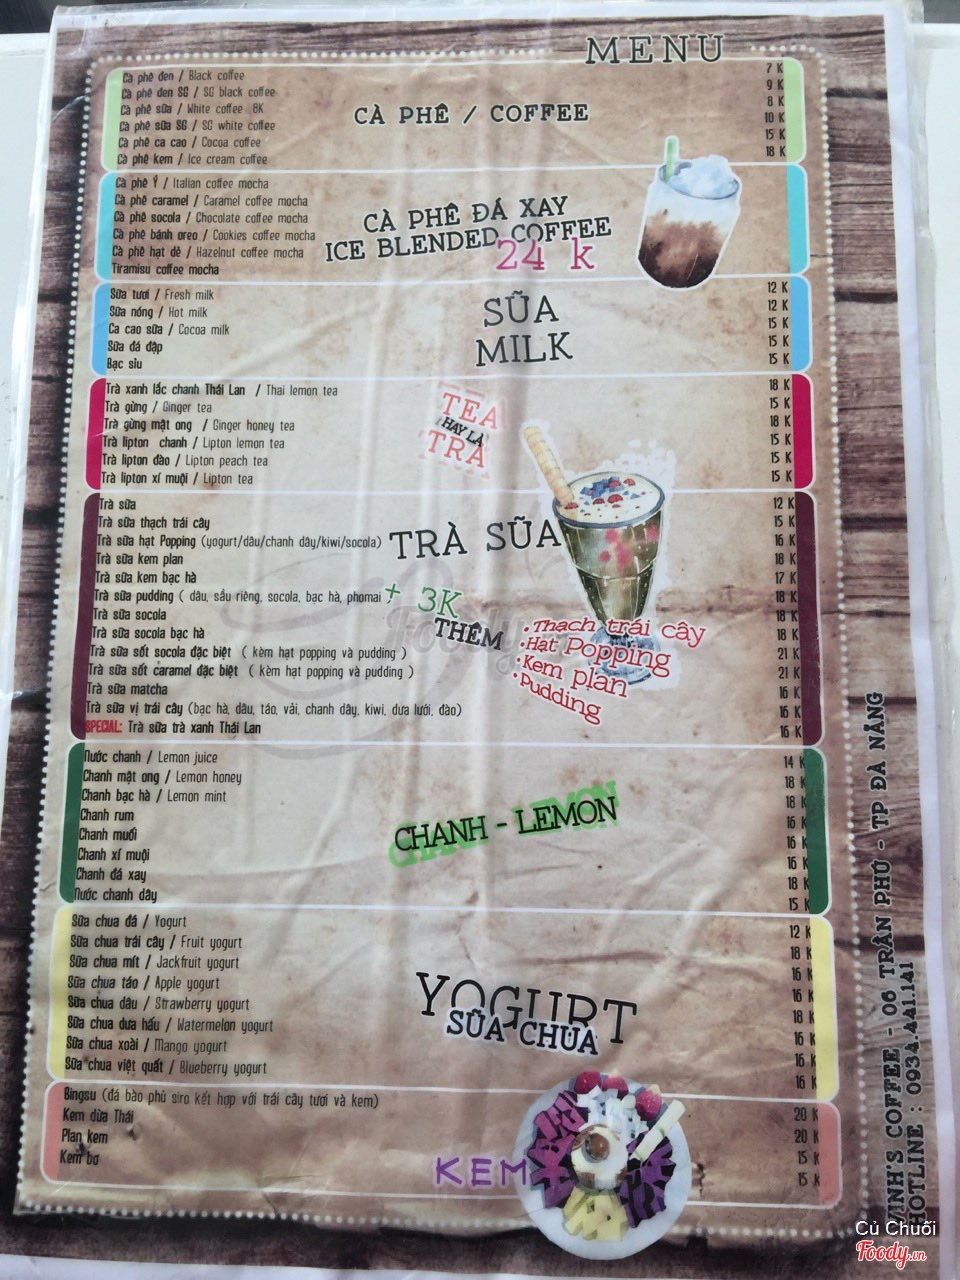 MENU
Cà phê đen / Black coffee 7 K
Cà phê đen SG / SG black coffee 9 K
Cà phê sữa / White coffee 8K 8 K
Cà phê sữa SG / SG white coffee 10 K
Cà phê ca cao / Cocoa coffee 15 K
Cà phê kem / Ice cream coffee 18 K
CÀ PHÊ / COFFEE
Cà phê Ý / Italian coffee mocha
Cà phê caramel / Caramel coffee mocha
Cà phê socola / Chocolate coffee mocha
Cà phê bánh oreo / Cookies coffee mocha
Cà phê hạt dẻ / Hazelnut coffee mocha
Tiramisu coffee mocha
CÀ PHÊ ĐÁ XAY
ICE BLENDED COFFEE
24 k
Sữa tươi / Fresh milk 12 K
Sữa nóng / Hot milk 12 K
Ca cao sữa / Cocoa milk 15 K
Sữa đá đập 15 K
Bạc sỉu 15 K
SỮA
MILK
Trà xanh lắc chanh Thái Lan / Thai lemon tea 18 K
Trà gừng / Ginger tea 15 K
Trà gừng mật ong / Ginger honey tea 18 K
Trà lipton chanh / Lipton lemon tea 15 K
Trà lipton đào / Lipton peach tea 15 K
Trà lipton xí muội / Lipton tea 15 K
TEA
HAY LÀ
TRÀ
Trà sữa 12 K
Trà sữa thạch trái cây 15 K
Trà sữa hạt Popping (yogurt/dâu/chanh dây/kiwi/socola) 16 K
Trà sữa kem plan 18 K
Trà sữa kem bạc hà 17 K
Trà sữa pudding ( dâu, sầu riêng, socola, bạc hà, phomai ) 18 K
Trà sữa socola 18 K
Trà sữa socola bạc hà 18 K
Trà sữa sốt socola đặc biệt ( kèm hạt popping và pudding ) 21 K
Trà sữa sốt caramel đặc biệt ( kèm hạt popping và pudding ) 21 K
Trà sữa matcha 16 K
Trà sữa vị trái cây (bạc hà, dâu, táo, vải, chanh dây, kiwi, dưa lưới, đào) 16 K
SPECIAL: Trà sữa trà xanh Thái Lan 16 K
TRÀ SỮA
+ 3K
THÊM
• Thạch trái cây
• Hạt Popping
• Kem plan
• Pudding
Nước chanh / Lemon juice 14 K
Chanh mật ong / Lemon honey 18 K
Chanh bạc hà / Lemon mint 18 K
Chanh rum 16 K
Chanh muối 16 K
Chanh xí muội 16 K
Chanh đá xay 18 K
Nước chanh dây 15 K
CHANH - LEMON
Sữa chua đá / Yogurt 12 K
Sữa chua trái cây / Fruit yogurt 18 K
Sữa chua mít / Jackfruit yogurt 16 K
Sữa chua táo / Apple yogurt 16 K
Sữa chua dâu / Strawberry yogurt 18 K
Sữa chua dưa hấu / Watermelon yogurt 16 K
Sữa chua xoài / Mango yogurt 16 K
Sữa chua việt quất / Blueberry yogurt 16 K
YOGURT
SỮA CHUA
Bingsu (đá bào phủ siro kết hợp với trái cây tươi và kem) 20 K
Kem dừa Thái 20 K
Plan kem 15 K
Kem bơ 15 K
KEM
VINH'S COFFEE - 06 TRẦN PHÚ - TP ĐÀ NẴNG
HOTLINE : 0934.441.141
Foody
Củ Chuối
Foody.vn